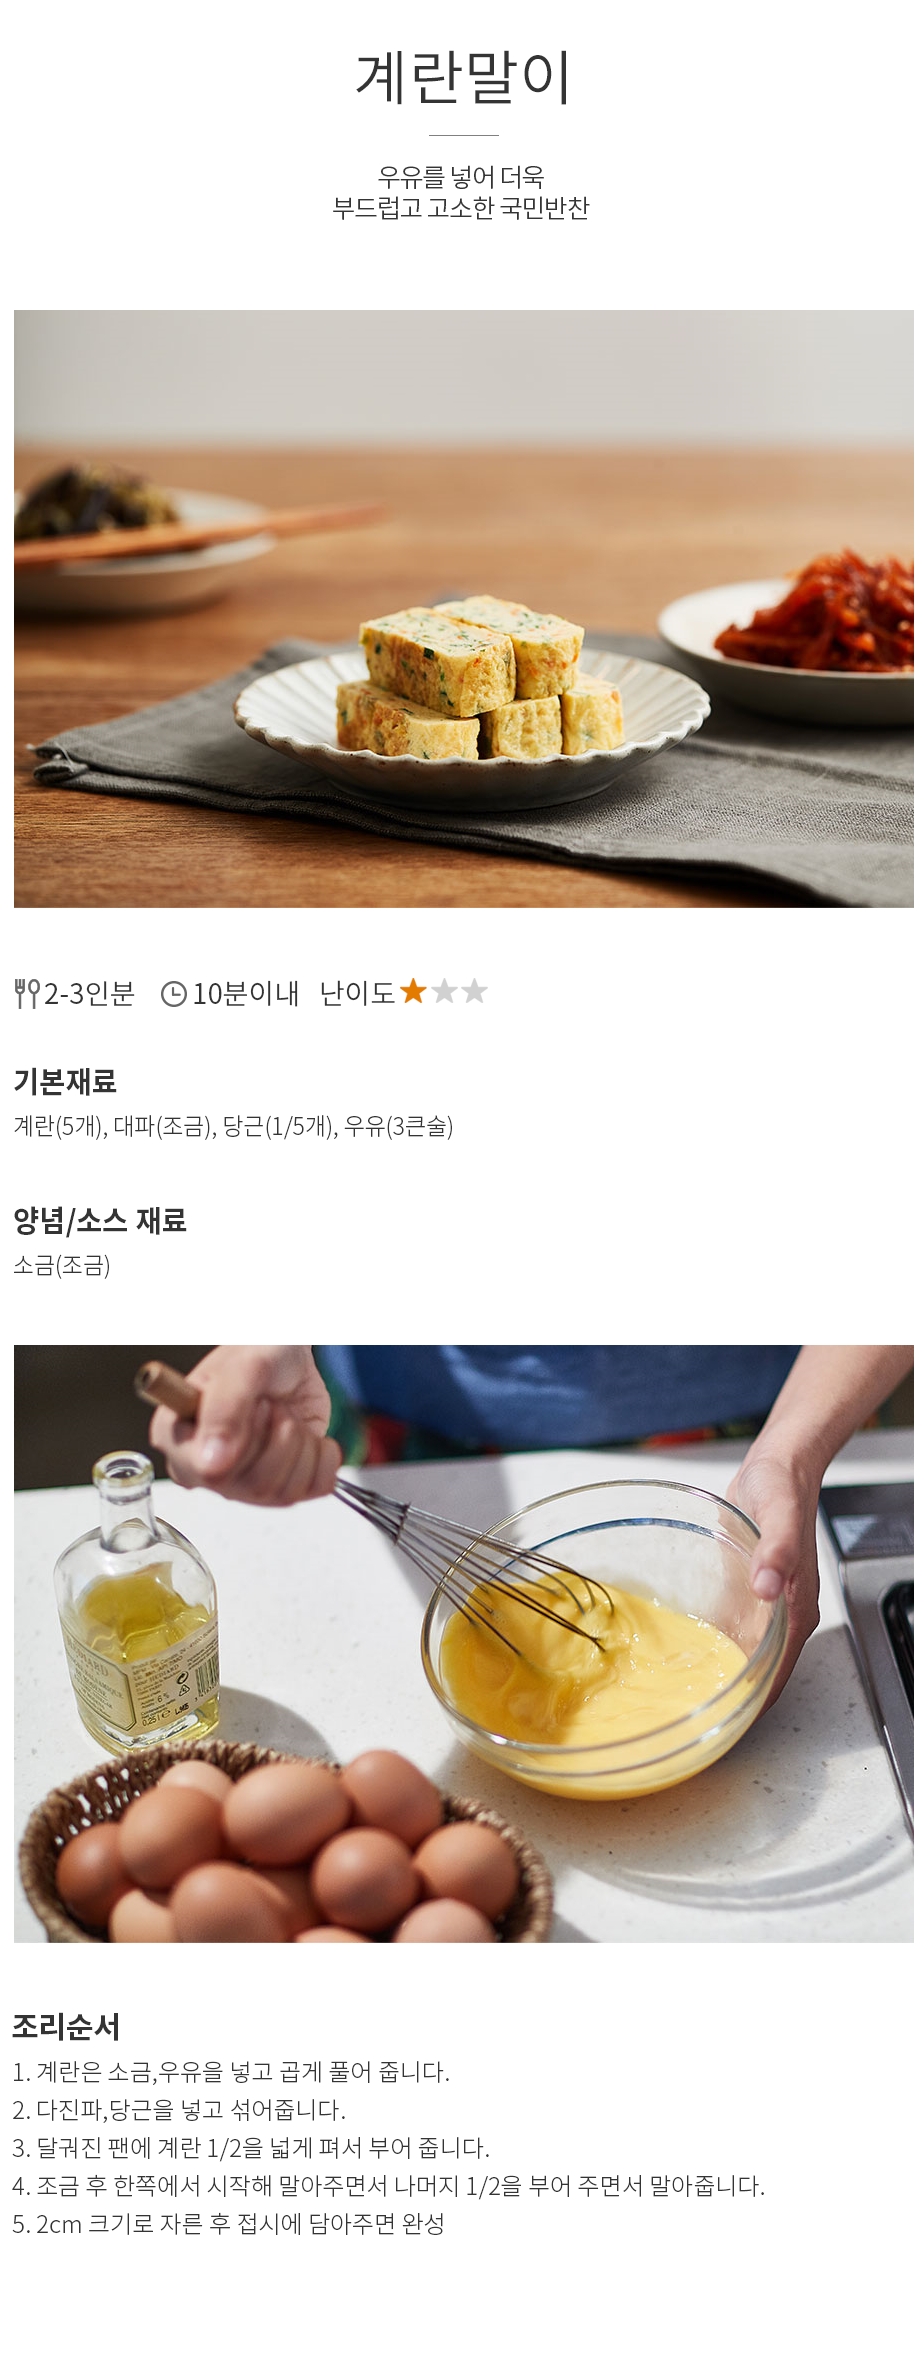 계란말이
우유를 넣어 더욱
부드럽고 고소한 국민반찬
2-3인분 10분이내 난이도
기본재료
계란(5개), 대파(조금), 당근(1/5개), 우유(3큰술)
양념/소스 재료
소금(조금)
6%
0.25 l e
조리순서
1. 계란은 소금,우유을 넣고 곱게 풀어 줍니다.
2. 다진파,당근을 넣고 섞어줍니다.
3. 달궈진 팬에 계란 1/2을 넓게 펴서 부어 줍니다.
4. 조금 후 한쪽에서 시작해 말아주면서 나머지 1/2을 부어 주면서 말아줍니다.
5. 2cm 크기로 자른 후 접시에 담아주면 완성